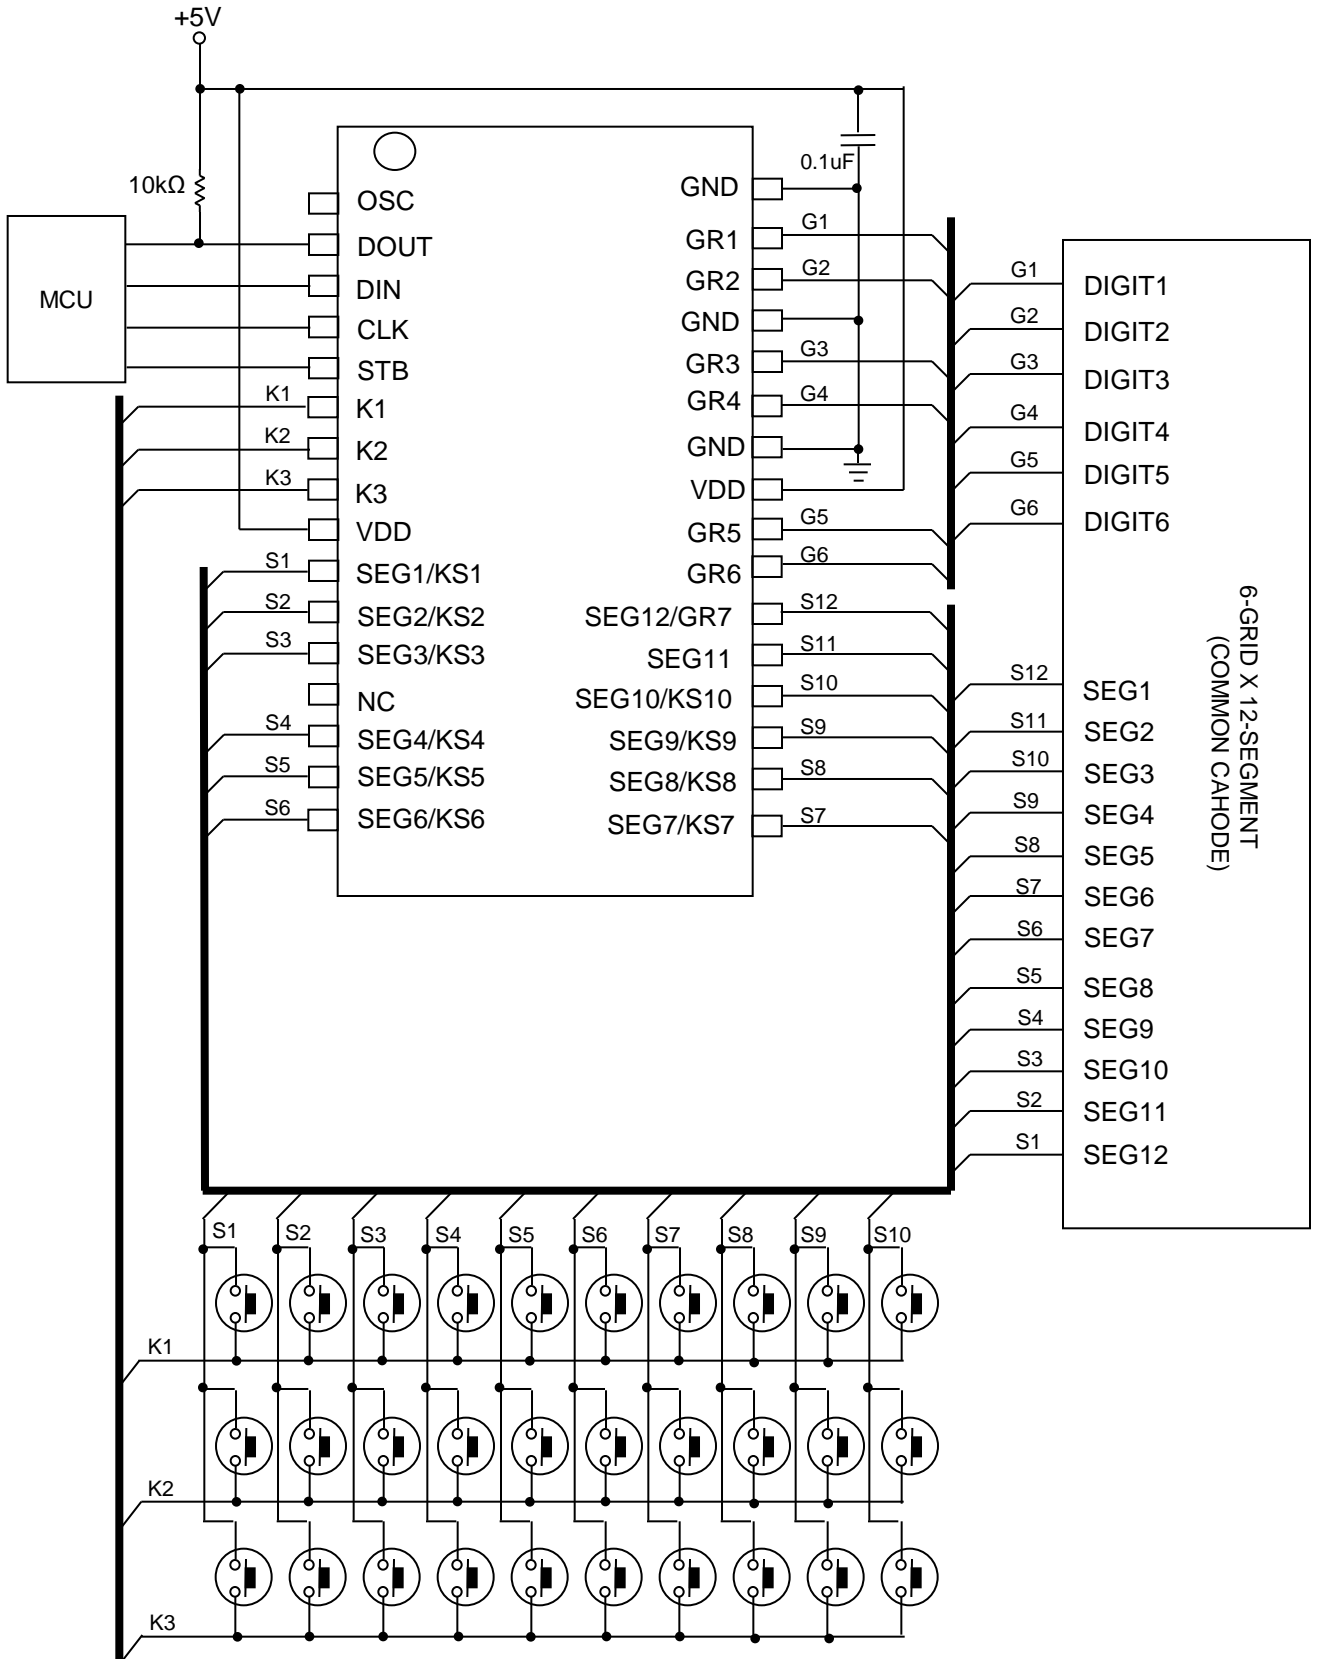 +5V
10kΩ
0.1uF
MCU
OSC
DOUT
DIN
CLK
STB
K1
K1
K2
K2
K3
K3
VDD
S1
SEG1/KS1
S2
SEG2/KS2
S3
SEG3/KS3
NC
S4
SEG4/KS4
S5
SEG5/KS5
S6
SEG6/KS6
GND
GR1
G1
GR2
G2
GND
GR3
G3
GR4
G4
GND
VDD
GR5
G5
GR6
G6
SEG12/GR7
S12
SEG11
S11
SEG10/KS10
S10
SEG9/KS9
S9
SEG8/KS8
S8
SEG7/KS7
S7
G1
DIGIT1
G2
DIGIT2
G3
DIGIT3
G4
DIGIT4
G5
DIGIT5
G6
DIGIT6
S12
SEG1
S11
SEG2
S10
SEG3
S9
SEG4
S8
SEG5
S7
SEG6
S6
SEG7
S5
SEG8
S4
SEG9
S3
SEG10
S2
SEG11
S1
SEG12
6-GRID X 12-SEGMENT
(COMMON CAHODE)
S1 S2 S3 S4 S5 S6 S7 S8 S9 S10
K1
K2
K3